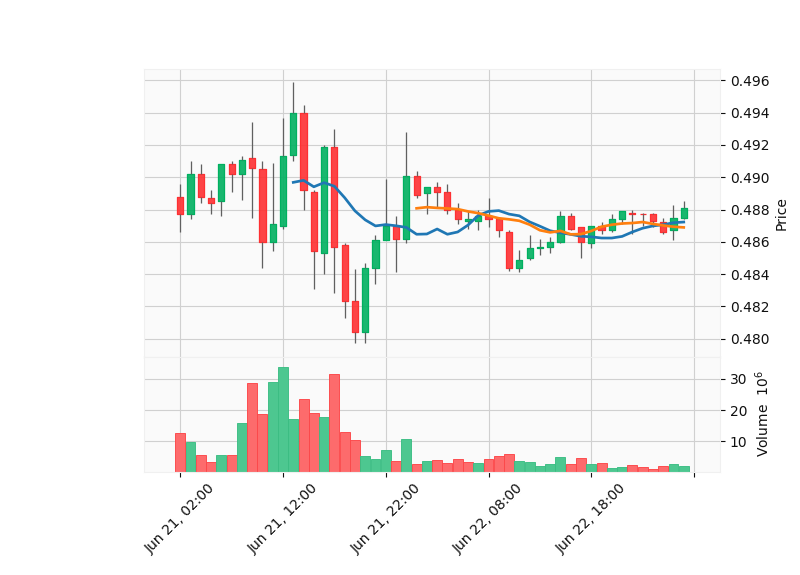 0.496
0.494
0.492
0.490
0.488
0.486
0.484
0.482
0.480
Price
30
20
10
Volume 10⁶
Jun 21, 02:00
Jun 21, 12:00
Jun 21, 22:00
Jun 22, 08:00
Jun 22, 18:00